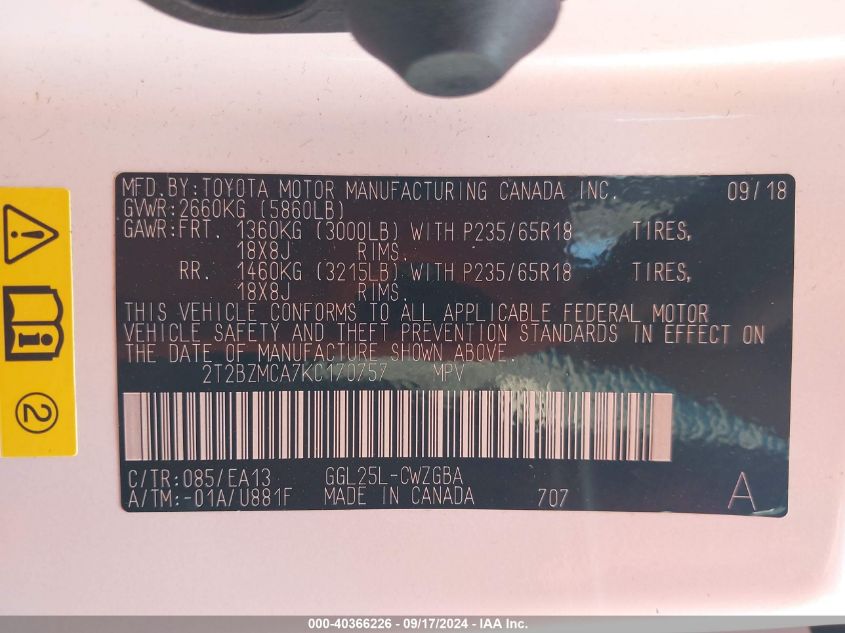 MFD.BY:TOYOTA MOTOR MANUFACTURING CANADA INC. 09/18
GVWR:2660KG (5860LB)
GAWR:FRT. 1360KG (3000LB) WITH P235/65R18 TIRES,
18X8J RIMS.
RR. 1460KG (3215LB) WITH P235/65R18 TIRES,
18X8J RIMS.
THIS VEHICLE CONFORMS TO ALL APPLICABLE FEDERAL MOTOR
VEHICLE SAFETY AND THEFT PREVENTION STANDARDS IN EFFECT ON
THE DATE OF MANUFACTURE SHOWN ABOVE.
2T2BZMCA7KC170757 MPV
C/TR:085/EA13 GGL25L-CWZGBA
A/TM:-01A/U881F MADE IN CANADA 707 A
2
000-40366226 - 09/17/2024 - IAA Inc.